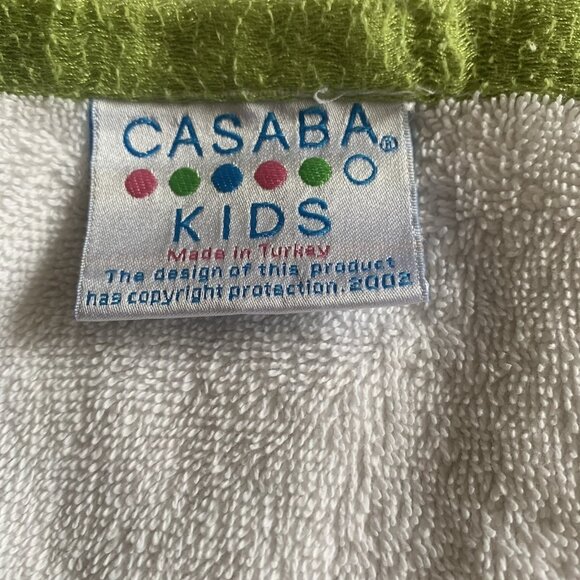 CASABA®
KIDS
Made in Turkey
The design of this product
has copyright protection. 2002